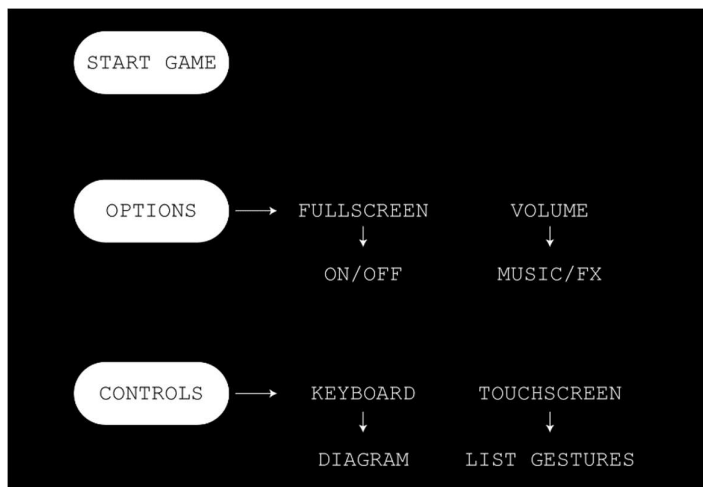 START GAME
OPTIONS
FULLSCREEN
VOLUME
ON/OFF
MUSIC/FX
CONTROLS
KEYBOARD
TOUCHSCREEN
DIAGRAM
LIST GESTURES